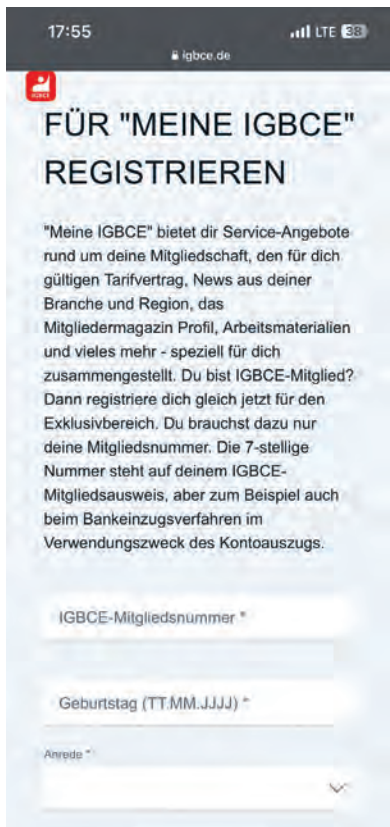 17:55
LTE 38
igbce.de
IGBCE
FÜR "MEINE IGBCE"
REGISTRIEREN
"Meine IGBCE" bietet dir Service-Angebote
rund um deine Mitgliedschaft, den für dich
gültigen Tarifvertrag, News aus deiner
Branche und Region, das
Mitgliedermagazin Profil, Arbeitsmaterialien
und vieles mehr - speziell für dich
zusammengestellt. Du bist IGBCE-Mitglied?
Dann registriere dich gleich jetzt für den
Exklusivbereich. Du brauchst dazu nur
deine Mitgliedsnummer. Die 7-stellige
Nummer steht auf deinem IGBCE-
Mitgliedsausweis, aber zum Beispiel auch
beim Bankeinzugsverfahren im
Verwendungszweck des Kontoauszugs.
IGBCE-Mitgliedsnummer *
Geburtstag (TT.MM.JJJJ) *
Anrede *